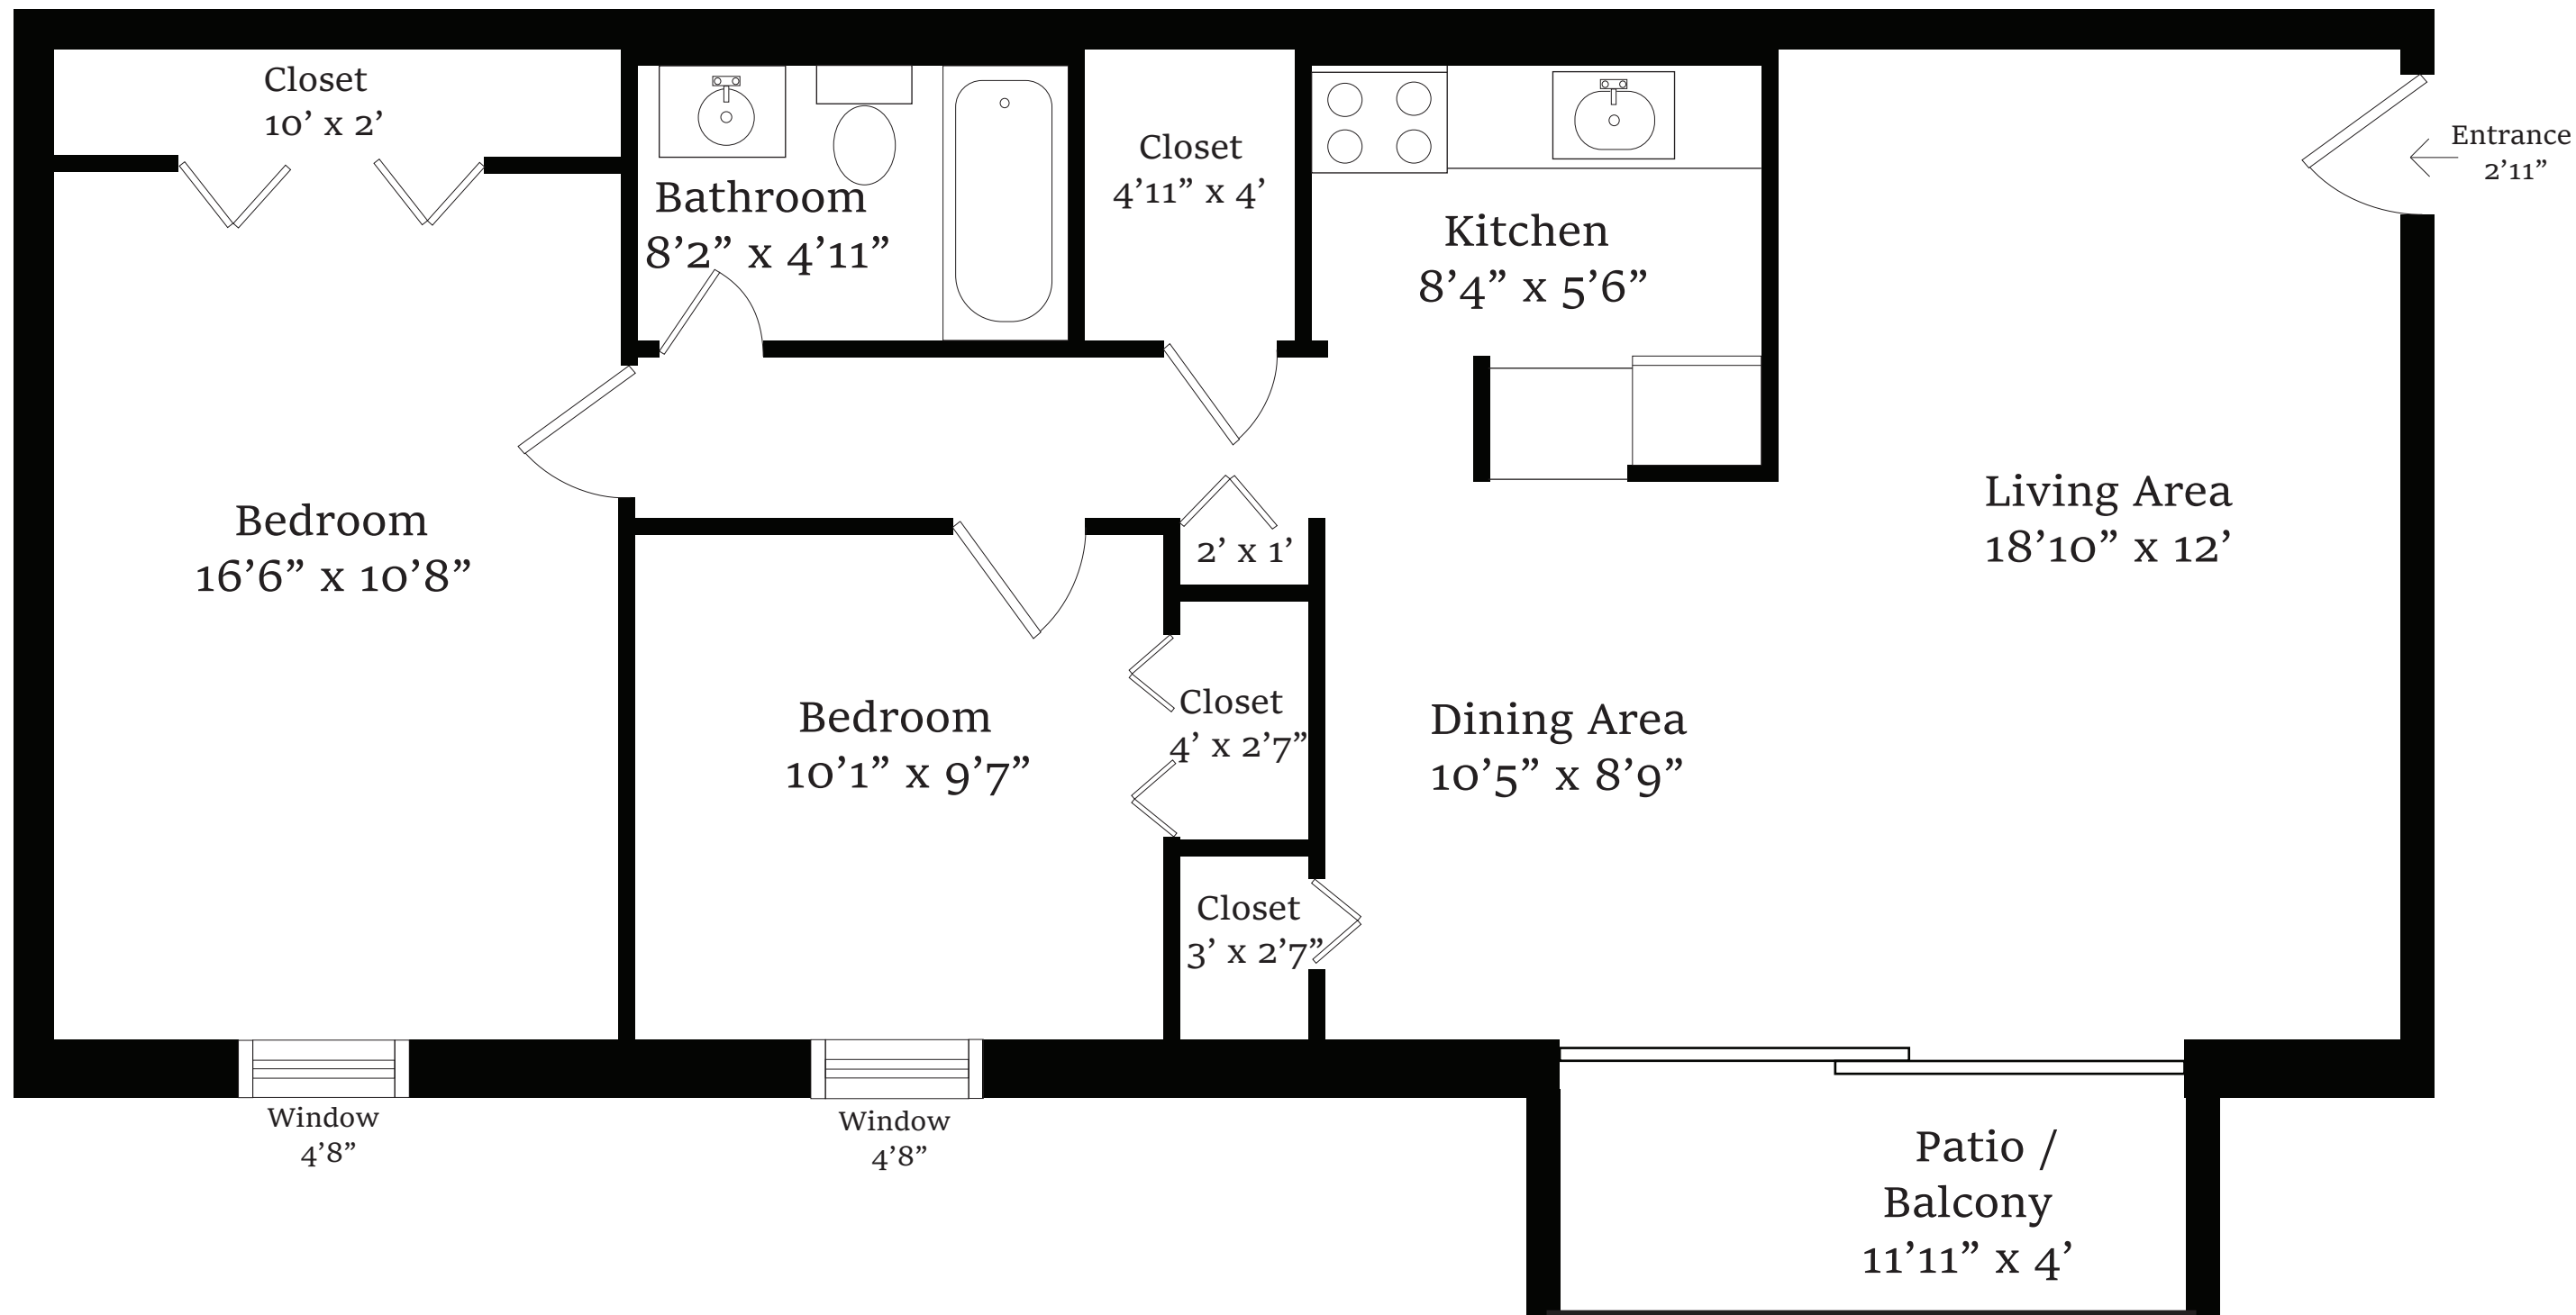 Closet
10’ x 2’
Bathroom
8’2” x 4’11”
Closet
4’11” x 4’
Kitchen
8’4” x 5’6”
Entrance
2’11”
Bedroom
16’6” x 10’8”
2’ x 1’
Living Area
18’10” x 12’
Bedroom
10’1” x 9’7”
Closet
4’ x 2’7”
Dining Area
10’5” x 8’9”
Closet
3’ x 2’7”
Window
4’8”
Window
4’8”
Patio /
Balcony
11’11” x 4’